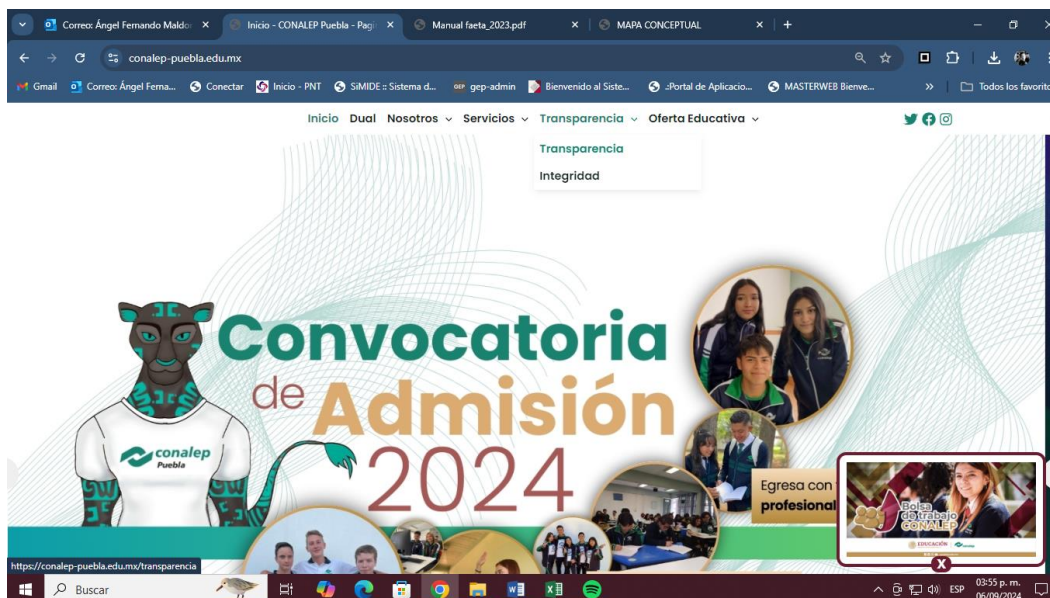 Correo: Ángel Fernando Maldo
Inicio - CONALEP Puebla - Pagi
Manual faeta_2023.pdf
MAPA CONCEPTUAL
conalep-puebla.edu.mx
Gmail
Correo: Ángel Ferna...
Conectar
Inicio - PNT
SiMIDE :: Sistema d...
GEP gep-admin
Bienvenido al Siste...
.:Portal de Aplicacio...
MASTERWEB Bienve...
»
Todos los favorito
Inicio Dual Nosotros Servicios Transparencia Oferta Educativa
Transparencia
Integridad
Convocatoria
de Admisión
2024
conalep
Puebla
Egresa con
profesional
Bolsa
de trabajo
CONALEP
EDUCACIÓN
X
https://conalep-puebla.edu.mx/transparencia
Buscar
ESP
03:55 p. m.
06/09/2024